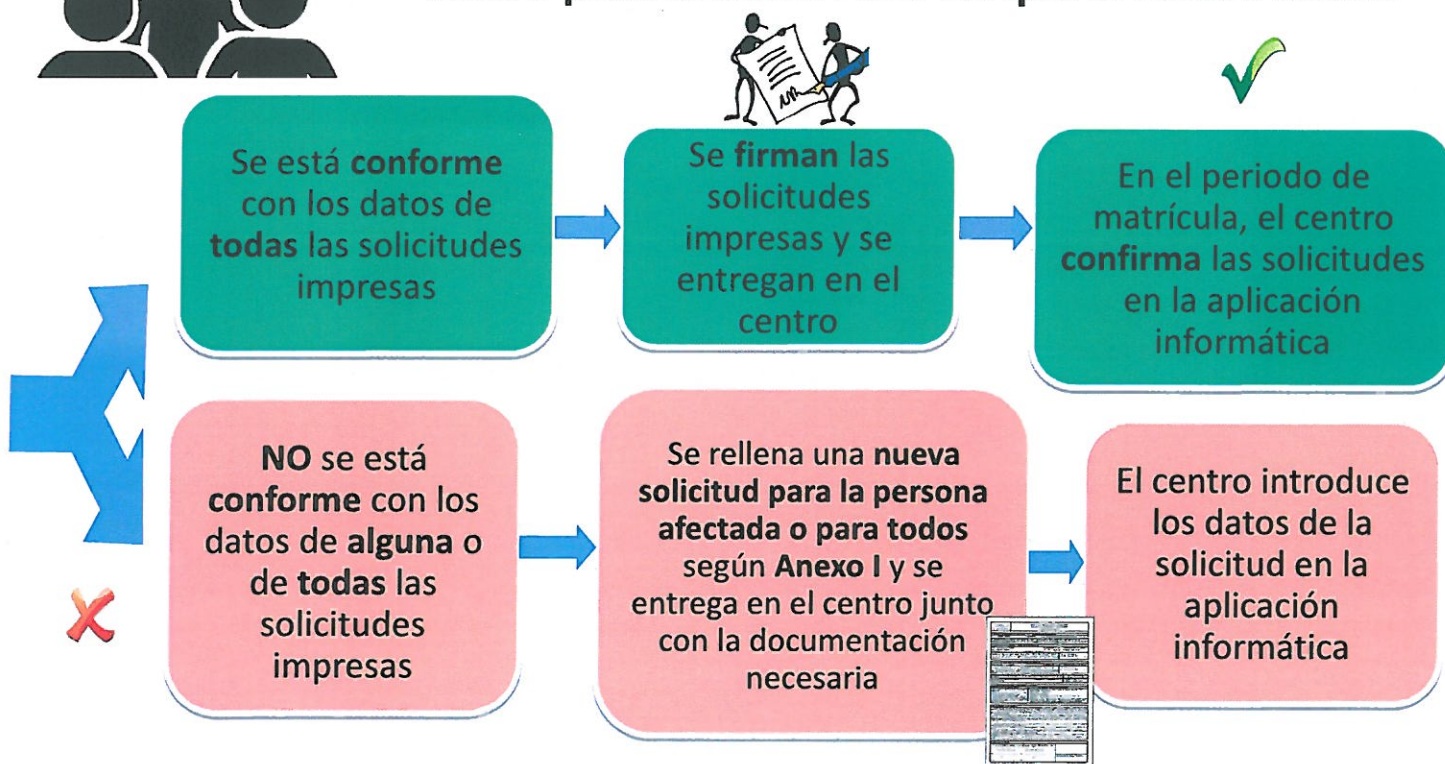 Se está conforme
con los datos de
todas las solicitudes
impresas
Se firman las
solicitudes
impresas y se
entregan en el
centro
En el periodo de
matrícula, el centro
confirma las solicitudes
en la aplicación
informática
NO se está
conforme con los
datos de alguna o
de todas las
solicitudes
impresas
Se rellena una nueva
solicitud para la persona
afectada o para todos
según Anexo I y se
entrega en el centro junto
con la documentación
necesaria
El centro introduce
los datos de la
solicitud en la
aplicación
informática